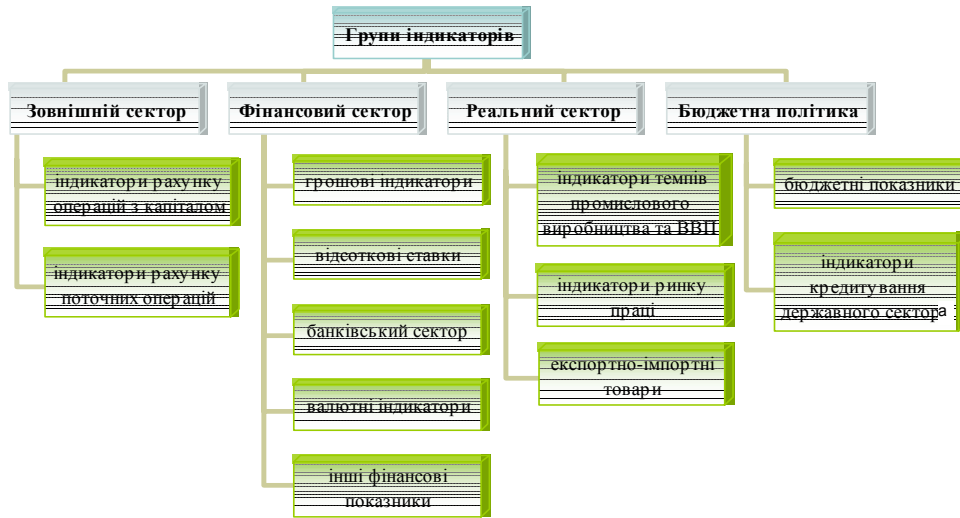 Групи індикаторів
Зовнішній сектор
індикатори рахунку
операцій з капіталом
індикатори рахунку
поточних операцій
Фінансовий сектор
грошові індикатори
відсоткові ставки
банківський сектор
валютні індикатори
інші фінансові
показники
Реальний сектор
індикатори темпів
промислового
виробництва та ВВП
індикатори ринку
праці
експортно-імпортні
товари
Бюджетна політика
бюджетні показники
індикатори
кредитування
державного сектора